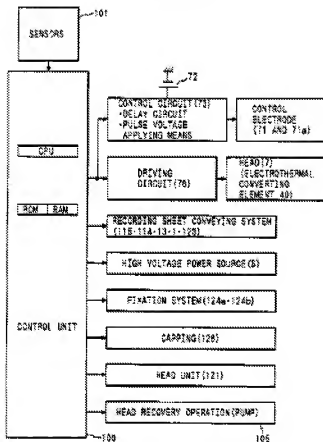 101
SENSORS
72
CONTROL CIRCUIT(73)
•DELAY CIRCUIT
•PULSE VOLTAGE
APPLYING MEANS
CONTROL
ELECTRODE
(71 AND 71a)
CPU
DRIVING
CIRCUIT(76)
HEAD(7)
(ELECTROTHERMAL
CONVERTING
ELEMENT 40)
ROM RAM
RECORDING SHEET CONVEYING SYSTEM
HIGH VOLTAGE POWER SOURCE(8)
FIXATION SYSTEM(124a•124b)
CONTROL UNIT
CAPPING(126)
HEAD UNIT(121)
HEAD RECOVERY OPERATION(PUMP)
100
105